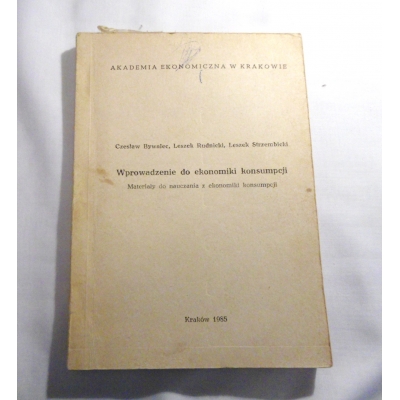 AKADEMIA EKONOMICZNA W KRAKOWIE
Czesław Bywalec, Leszek Rudnicki, Leszek Strzembicki
Wprowadzenie do ekonomiki konsumpcji
Materiały do nauczania z ekonomiki konsumpcji
Kraków 1985